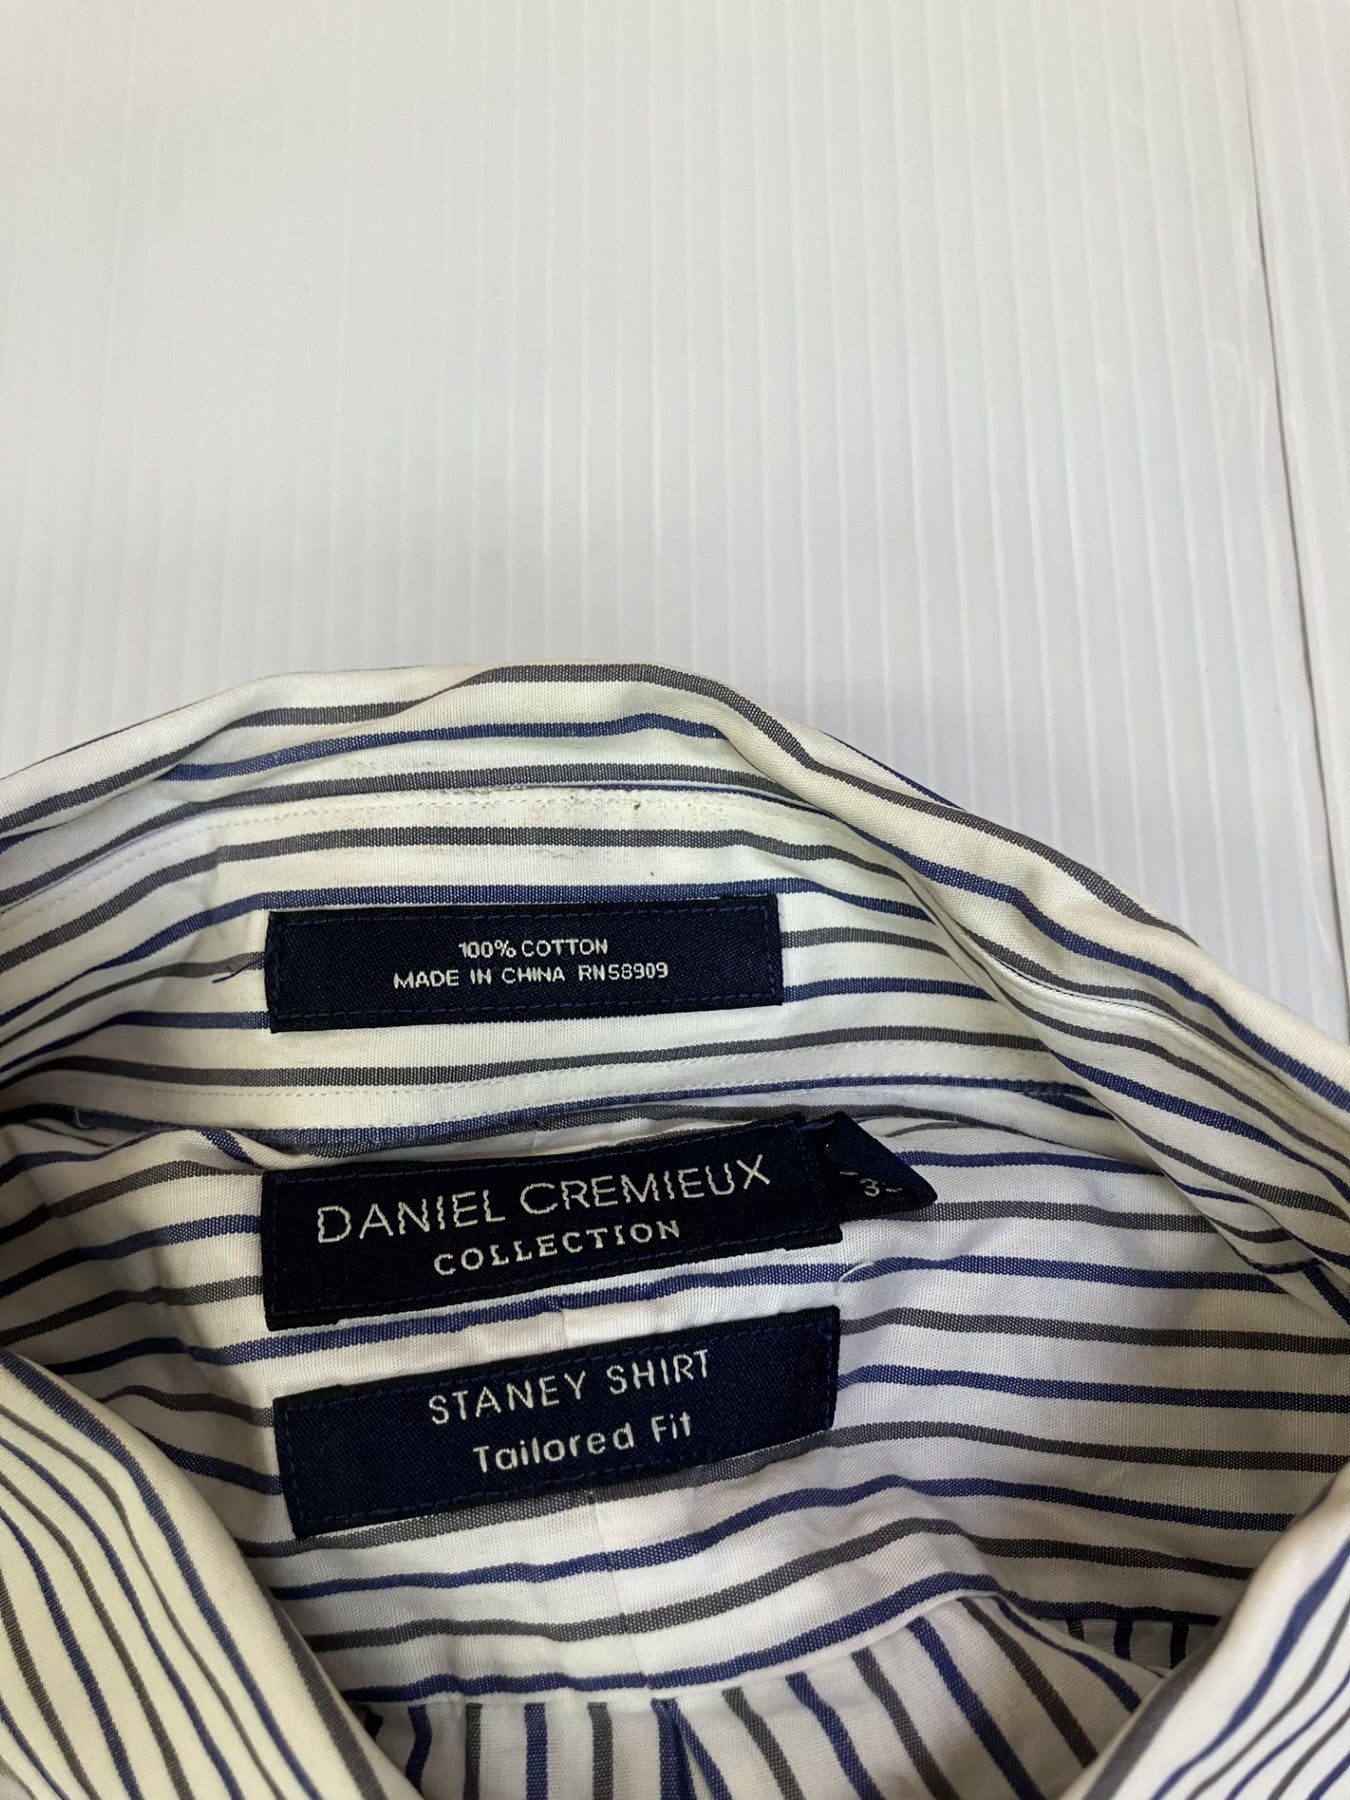 100% COTTON
MADE IN CHINA RN58909
DANIEL CREMIEUX
COLLECTION
STANEY SHIRT
Tailored Fit